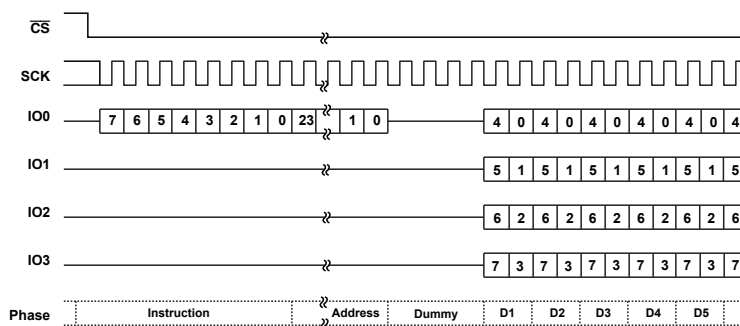 CS
SCK
IO0 7 6 5 4 3 2 1 0 23 1 0 4 0 4 0 4 0 4 0 4 0 4
IO1 5 1 5 1 5 1 5 1 5 1 5
IO2 6 2 6 2 6 2 6 2 6 2 6
IO3 7 3 7 3 7 3 7 3 7 3 7
Phase Instruction Address Dummy D1 D2 D3 D4 D5